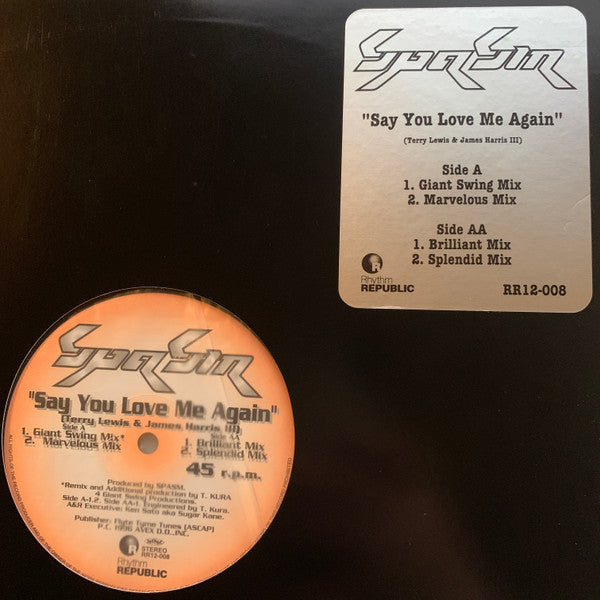 SpaSm
"Say You Love Me Again"
(Terry Lewis & James Harris III)
Side A
1. Giant Swing Mix
2. Marvelous Mix
Side AA
1. Brilliant Mix
2. Splendid Mix
R
Rhythm
REPUBLIC
RR12-008
SpaSm
"Say You Love Me Again"
(Terry Lewis & James Harris III)
Side A
1. Giant Swing Mix*
2. Marvelous Mix
Side AA
1. Brilliant Mix
2. Splendid Mix
45 r.p.m.
Produced by SPASM.
*Remix and Additional production by T. KURA
4 Giant Swing Productions.
Side A-1.2. Side AA-1. Engineered by T. Kura.
A&R Executive: Ken Sato aka Sugar Kane.
Publisher: Flyte Tyme Tunes (ASCAP)
P.C. 1996 AVEX D.D.,INC.
R
STEREO
RR12-008
Rhythm
REPUBLIC